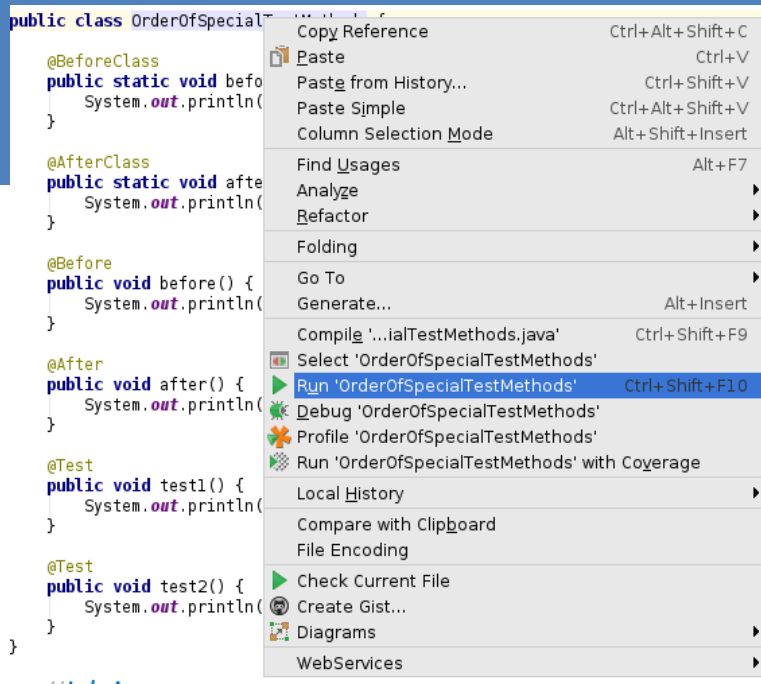 public class OrderOfSpecial
@BeforeClass
public static void befo
System.out.println(
}
@AfterClass
public static void afte
System.out.println(
}
@Before
public void before() {
System.out.println(
}
@After
public void after() {
System.out.println(
}
@Test
public void test1() {
System.out.println(
}
@Test
public void test2() {
System.out.println(
}
}
Copy Reference Ctrl+Alt+Shift+C
Paste Ctrl+V
Paste from History... Ctrl+Shift+V
Paste Simple Ctrl+Alt+Shift+V
Column Selection Mode Alt+Shift+Insert
Find Usages Alt+F7
Analyze
Refactor
Folding
Go To
Generate... Alt+Insert
Compile '...ialTestMethods.java' Ctrl+Shift+F9
Select 'OrderOfSpecialTestMethods'
Run 'OrderOfSpecialTestMethods' Ctrl+Shift+F10
Debug 'OrderOfSpecialTestMethods'
Profile 'OrderOfSpecialTestMethods'
Run 'OrderOfSpecialTestMethods' with Coverage
Local History
Compare with Clipboard
File Encoding
Check Current File
Create Gist...
Diagrams
WebServices